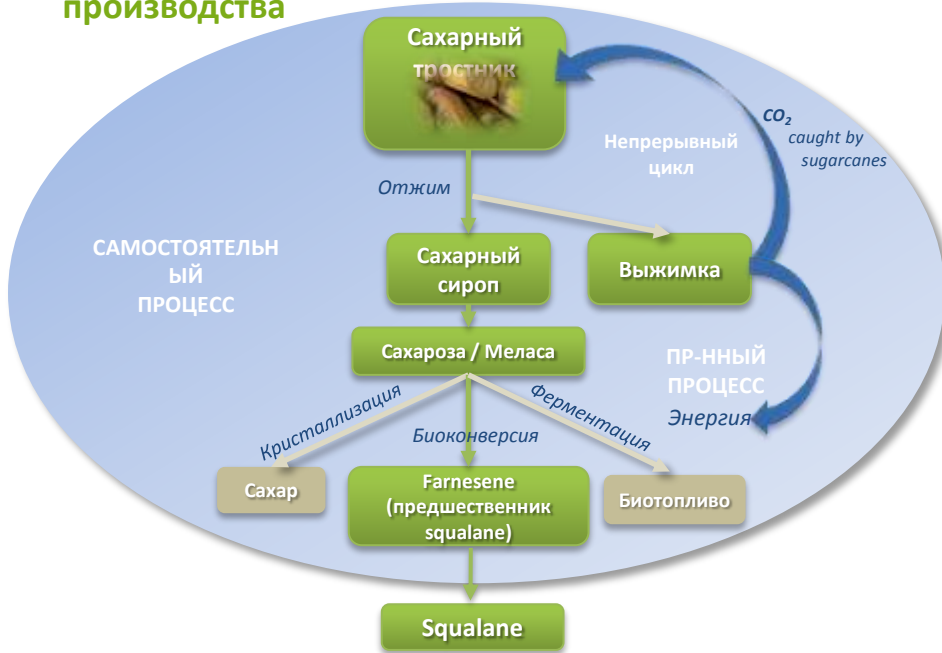 производства
Сахарный
тростник
CO₂
caught by
sugarcanes
Непрерывный
цикл
Отжим
САМОСТОЯТЕЛЬН
ЫЙ
ПРОЦЕСС
Сахарный
сироп
Выжимка
Сахароза / Меласа
ПР-ННЫЙ
ПРОЦЕСС
Энергия
Кристаллизация
Биоконверсия
Ферментация
Сахар
Farnesene
(предшественник
squalane)
Биотопливо
Squalane